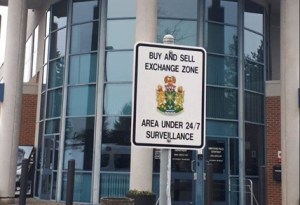 BUY AND SELL
EXCHANGE ZONE
AREA UNDER 24/7
SURVEILLANCE